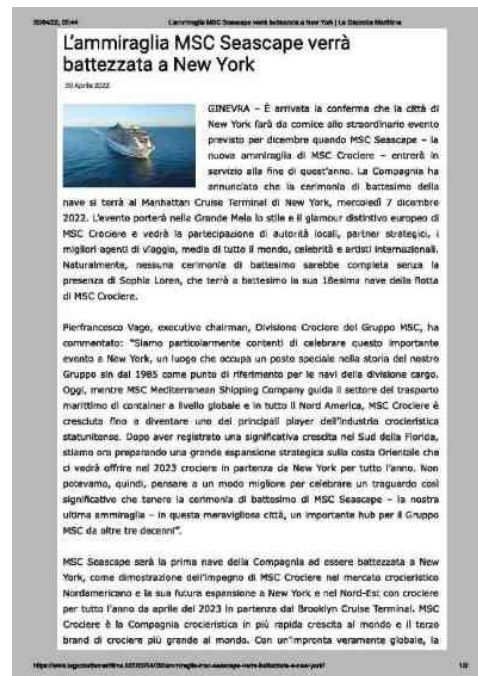 L'ammiraglia MSC Seascape verrà battezzata a New York | La Gazzetta Marittima
L'ammiraglia MSC Seascape verrà
battezzata a New York
30 Aprile 2022
GINEVRA – È arrivata la conferma che la città di
New York farà da cornice allo straordinario evento
previsto per dicembre quando MSC Seascape – la
nuova ammiraglia di MSC Crociere – entrerà in
servizio alla fine di quest'anno. La Compagnia ha
annunciato che la cerimonia di battesimo della
nave si terrà al Manhattan Cruise Terminal di New York, mercoledì 7 dicembre
2022. L'evento porterà nella Grande Mela lo stile e il glamour distintivo europeo di
MSC Crociere e vedrà la partecipazione di autorità locali, partner strategici, i
migliori agenti di viaggio, media di tutto il mondo, celebrità e artisti internazionali.
Naturalmente, nessuna cerimonia di battesimo sarebbe completa senza la
presenza di Sophia Loren, che terrà a battesimo la sua 18esima nave della flotta
di MSC Crociere.
Pierfrancesco Vago, executive chairman, Divisione Crociere del Gruppo MSC, ha
commentato: "Siamo particolarmente contenti di celebrare questo importante
evento a New York, un luogo che occupa un posto speciale nella storia del nostro
Gruppo sin dal 1985 come punto di riferimento per le navi della divisione cargo.
Oggi, mentre MSC Mediterranean Shipping Company guida il settore del trasporto
marittimo di container a livello globale e in tutto il Nord America, MSC Crociere è
cresciuta fino a diventare uno dei principali player dell'industria crocieristica
statunitense. Dopo aver registrato una significativa crescita nel Sud della Florida,
stiamo ora preparando una grande espansione strategica sulla costa Orientale che
ci vedrà offrire nel 2023 crociere in partenza da New York per tutto l'anno. Non
potevamo, quindi, pensare a un modo migliore per celebrare un traguardo così
significativo che tenere la cerimonia di battesimo di MSC Seascape – la nostra
ultima ammiraglia – in questa meravigliosa città, un importante hub per il Gruppo
MSC da oltre tre decenni".
MSC Seascape sarà la prima nave della Compagnia ad essere battezzata a New
York, come dimostrazione dell'impegno di MSC Crociere nel mercato crocieristico
Nordamericano e la sua futura espansione a New York e nel Nord-Est con crociere
per tutto l'anno da aprile del 2023 in partenza dal Brooklyn Cruise Terminal. MSC
Crociere è la Compagnia crocieristica in più rapida crescita al mondo e il terzo
brand di crociere più grande al mondo. Con un'impronta veramente globale, la